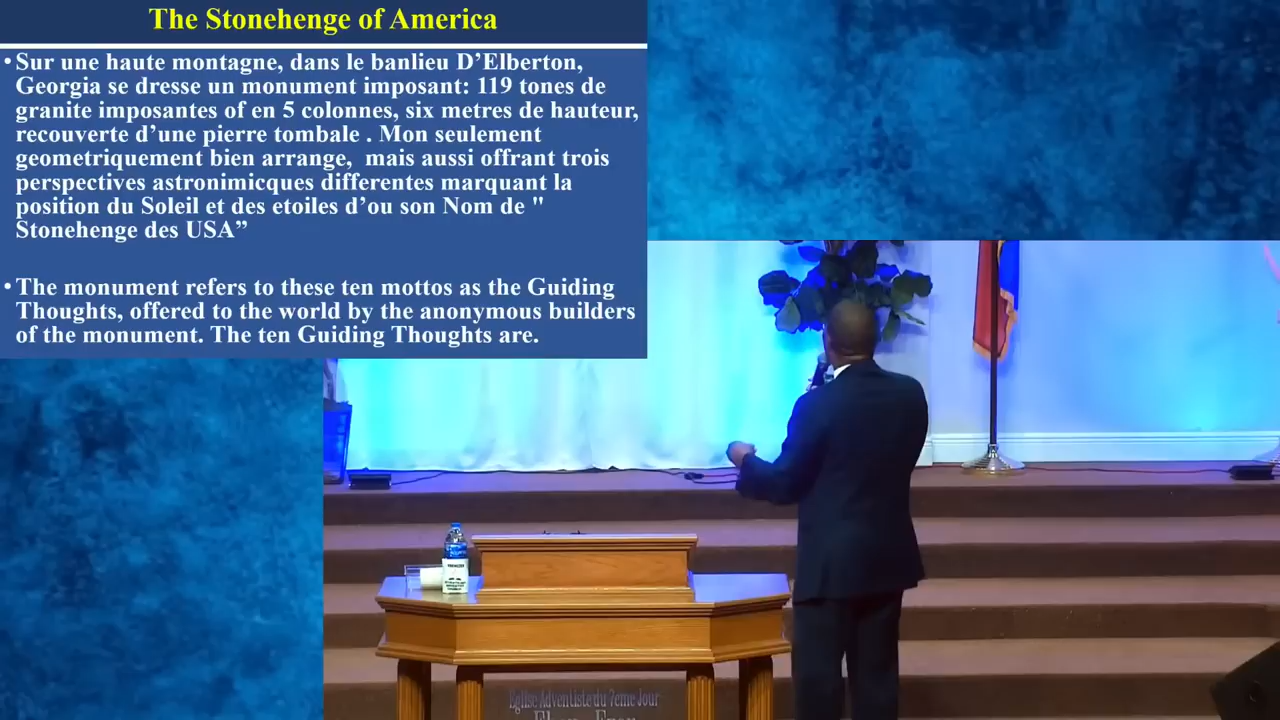 The Stonehenge of America
• Sur une haute montagne, dans le banlieu D’Elberton,
Georgia se dresse un monument imposant: 119 tones de
granite imposantes of en 5 colonnes, six metres de hauteur,
recouverte d’une pierre tombale . Mon seulement
geometriquement bien arrange, mais aussi offrant trois
perspectives astronimicques differentes marquant la
position du Soleil et des etoiles d’ou son Nom de "
Stonehenge des USA”
• The monument refers to these ten mottos as the Guiding
Thoughts, offered to the world by the anonymous builders
of the monument. The ten Guiding Thoughts are.
Eglise Adventiste du 7eme Jour